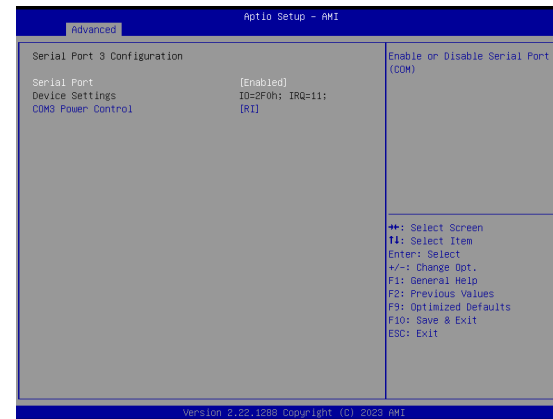 Aptio Setup - AMI
Advanced
Serial Port 3 Configuration
Serial Port [Enabled]
Device Settings IO=2F0h; IRQ=11;
COM3 Power Control [RI]
Enable or Disable Serial Port
(COM)
→←: Select Screen
↑↓: Select Item
Enter: Select
+/-: Change Opt.
F1: General Help
F2: Previous Values
F9: Optimized Defaults
F10: Save & Exit
ESC: Exit
Version 2.22.1288 Copyright (C) 2023 AMI